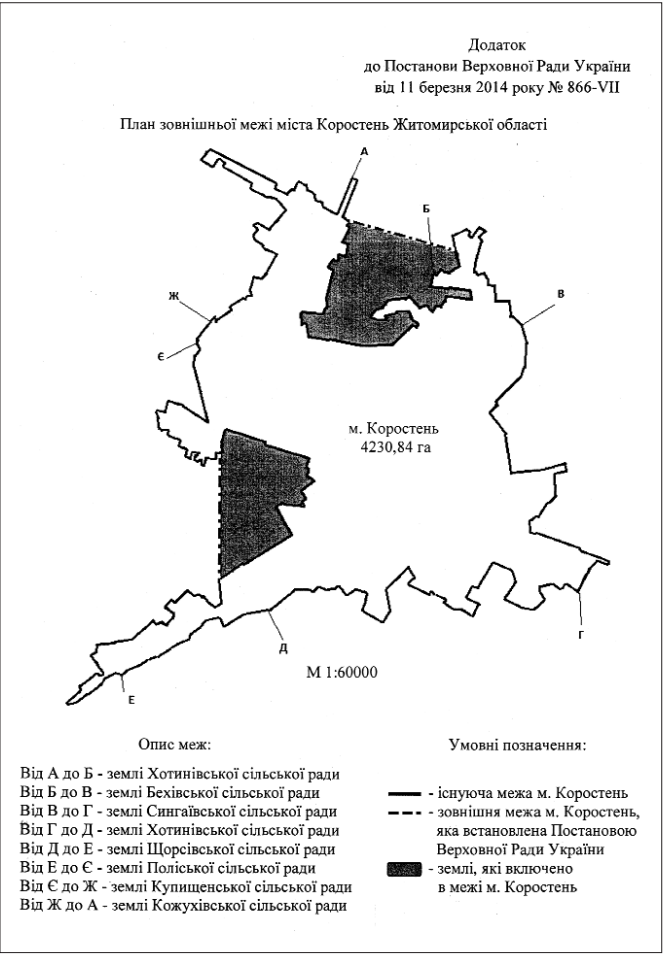 Додаток
до Постанови Верховної Ради України
від 11 березня 2014 року № 866-VII
План зовнішньої межі міста Коростень Житомирської області
А
Б
В
Ж
Є
м. Коростень
4230,84 га
Г
Д
Е
М 1:60000
Опис меж:
Від А до Б - землі Хотинівської сільської ради
Від Б до В - землі Бехівської сільської ради
Від В до Г - землі Сингаївської сільської ради
Від Г до Д - землі Хотинівської сільської ради
Від Д до Е - землі Щорсівської сільської ради
Від Е до Є - землі Поліської сільської ради
Від Є до Ж - землі Купищенської сільської ради
Від Ж до А - землі Кожухівської сільської ради
Умовні позначення:
- існуюча межа м. Коростень
- зовнішня межа м. Коростень,
яка встановлена Постановою
Верховної Ради України
- землі, які включено
в межі м. Коростень